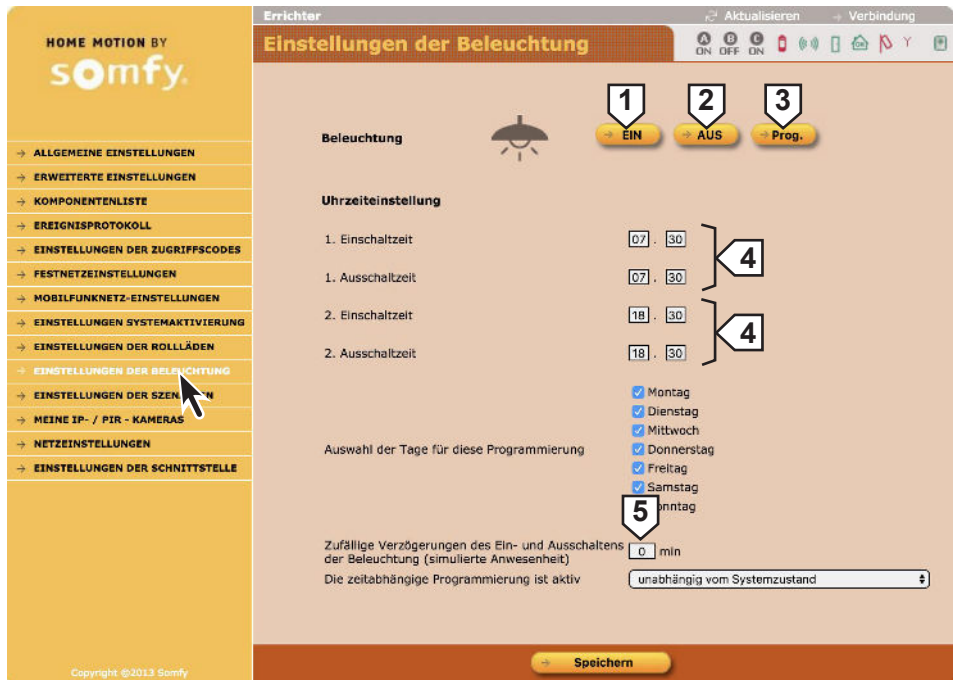 Errichter
Aktualisieren
Verbindung
HOME MOTION BY
somfy.
Einstellungen der Beleuchtung
A B C
ON OFF ON
1 2 3
Beleuchtung
EIN
AUS
Prog.
ALLGEMEINE EINSTELLUNGEN
ERWEITERTE EINSTELLUNGEN
KOMPONENTENLISTE
EREIGNISPROTOKOLL
EINSTELLUNGEN DER ZUGRIFFSCODES
FESTNETZEINSTELLUNGEN
MOBILFUNKNETZ-EINSTELLUNGEN
EINSTELLUNGEN SYSTEMAKTIVIERUNG
EINSTELLUNGEN DER ROLLLÄDEN
EINSTELLUNGEN DER BELEUCHTUNG
EINSTELLUNGEN DER
MEINE IP- / PIR - KAMERAS
NETZEINSTELLUNGEN
EINSTELLUNGEN DER SCHNITTSTELLE
Uhrzeiteinstellung
1. Einschaltzeit 07 . 30
1. Ausschaltzeit 07 . 30
4
2. Einschaltzeit 18 . 30
2. Ausschaltzeit 18 . 30
4
Auswahl der Tage für diese Programmierung
Montag
Dienstag
Mittwoch
Donnerstag
Freitag
Samstag
5
Zufällige Verzögerungen des Ein- und Ausschaltens
der Beleuchtung (simulierte Anwesenheit)
0 min
Die zeitabhängige Programmierung ist aktiv
unabhängig vom Systemzustand
Speichern
Copyright ©2013 Somfy